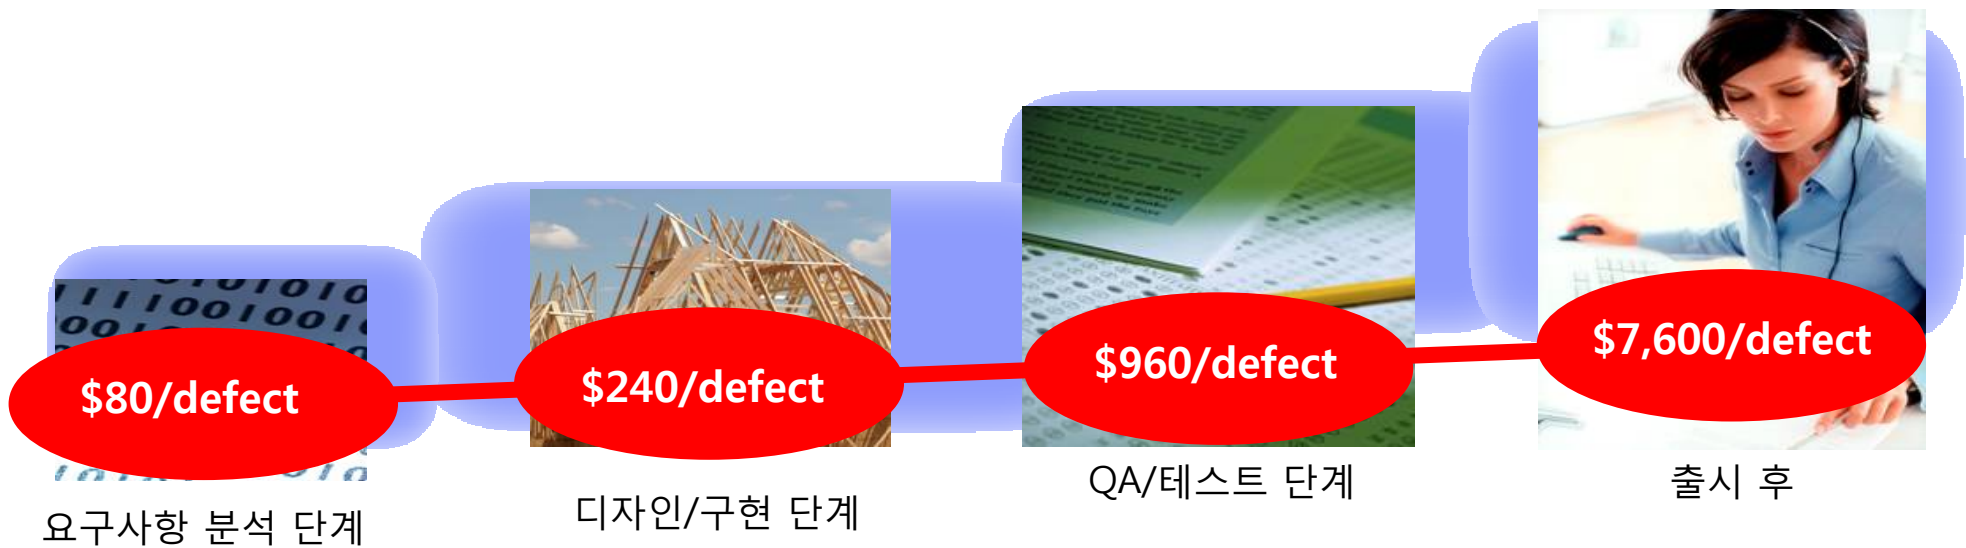 $80/defect
$240/defect
$960/defect
$7,600/defect
요구사항 분석 단계
디자인/구현 단계
QA/테스트 단계
출시 후